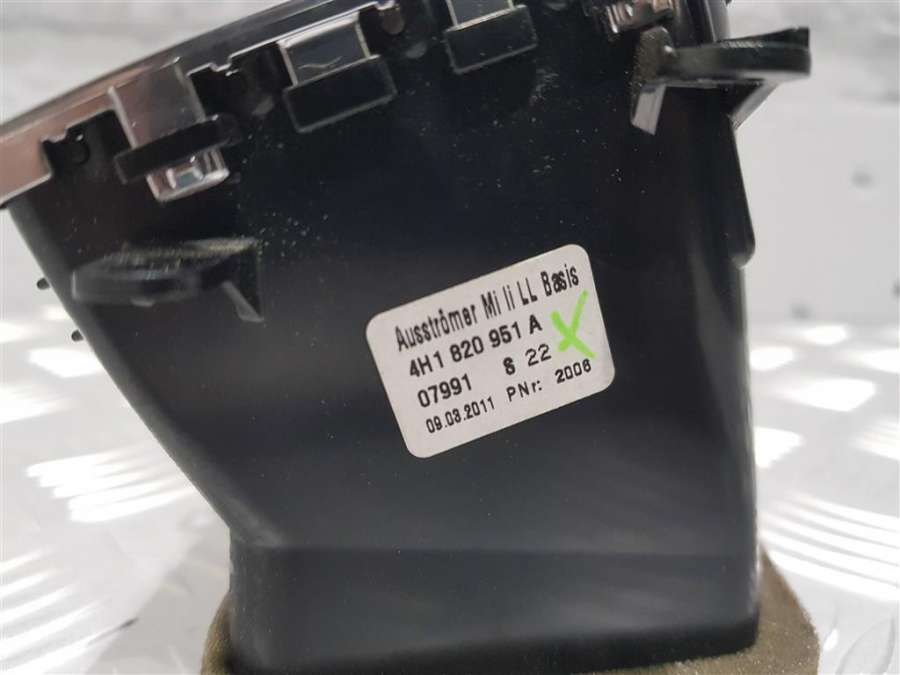 Ausströmer Mi li LL Basis
4H1 820 951 A
07991 S 22
09.03.2011 PNr: 2006